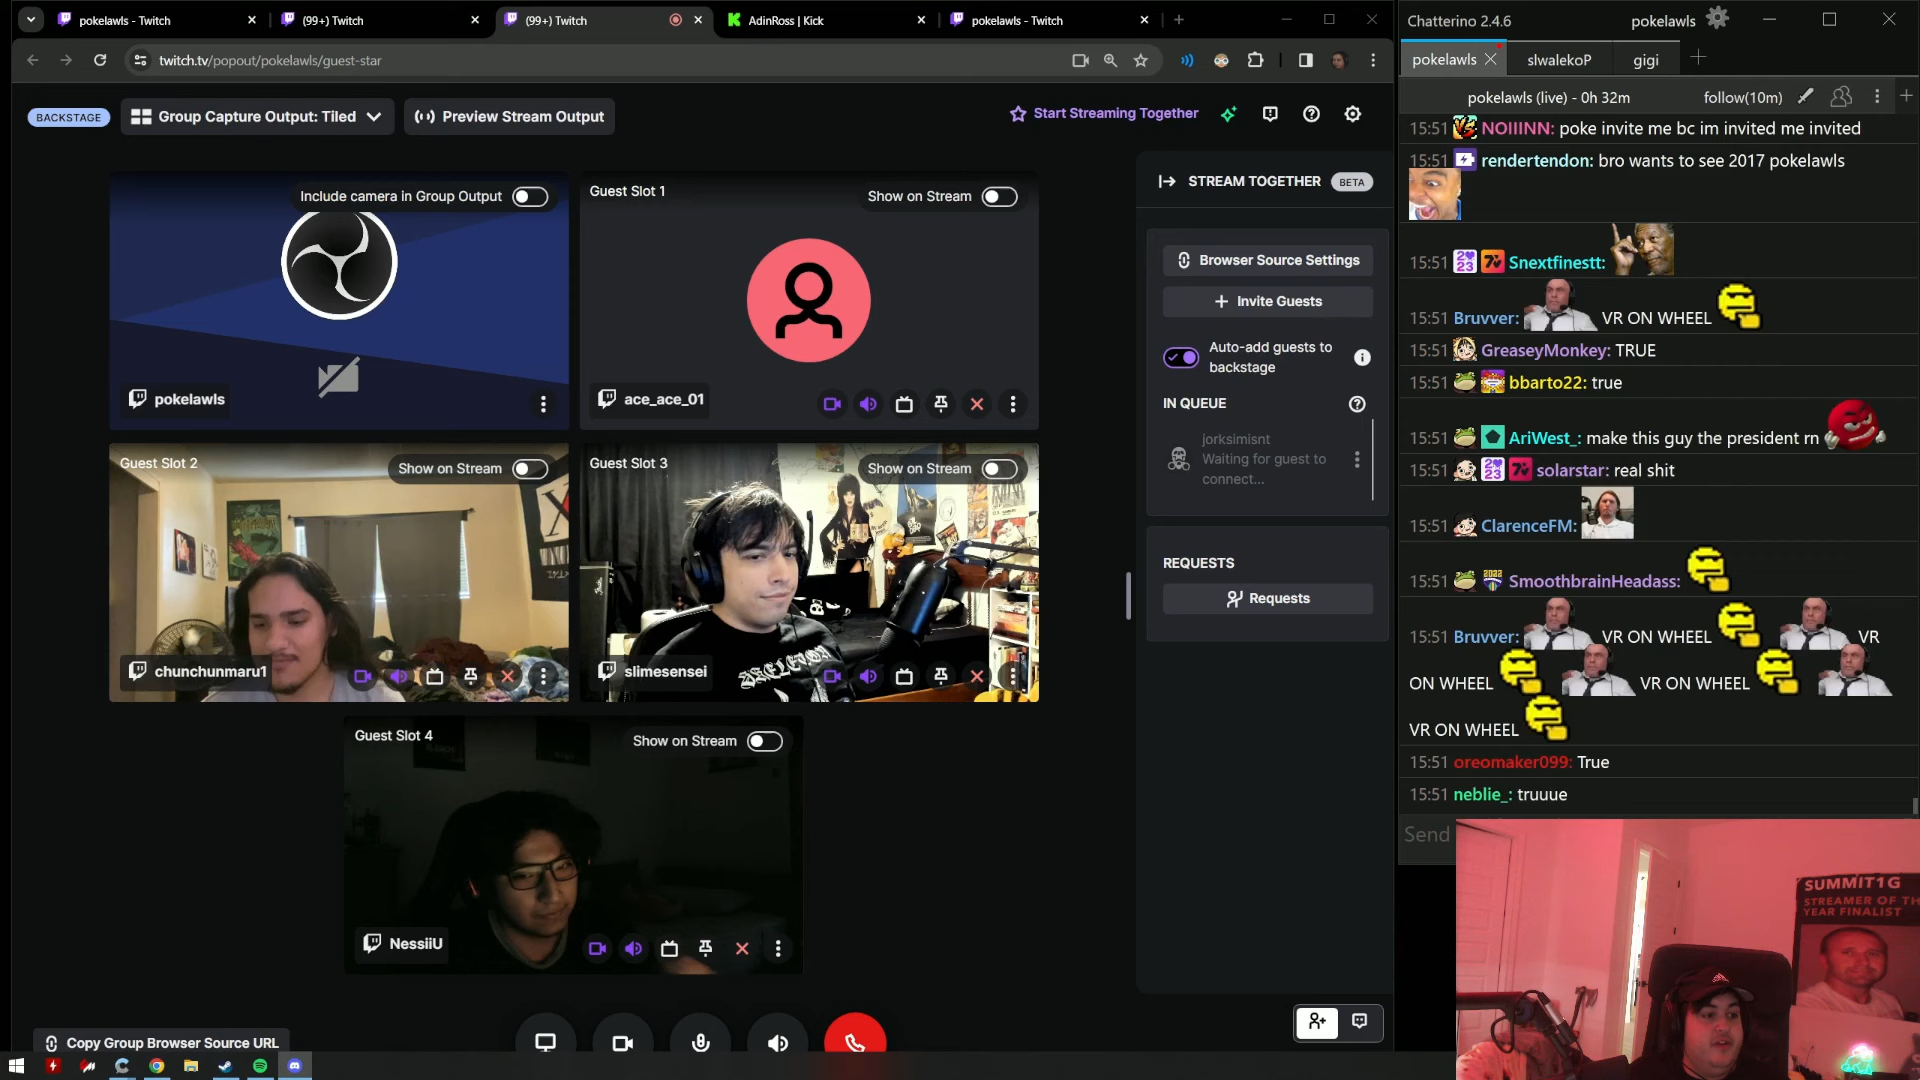 pokelawls - Twitch
(99+) Twitch
(99+) Twitch
AdinRoss | Kick
pokelawls - Twitch
twitch.tv/popout/pokelawls/guest-star
BACKSTAGE
Group Capture Output: Tiled
Preview Stream Output
Start Streaming Together
Include camera in Group Output
pokelawls
Guest Slot 1
Show on Stream
ace_ace_01
Guest Slot 2
Show on Stream
chunchunmaru1
Guest Slot 3
Show on Stream
slimesensei
SKELETON
Guest Slot 4
Show on Stream
NessiiU
Copy Group Browser Source URL
STREAM TOGETHER BETA
Browser Source Settings
Invite Guests
Auto-add guests to
backstage
IN QUEUE
jorksimisnt
Waiting for guest to
connect...
REQUESTS
Requests
Chatterino 2.4.6
pokelawls
pokelawls
slwalekoP
gigi
pokelawls (live) - 0h 32m
follow(10m)
15:51 NOIIINN: poke invite me bc im invited me invited
15:51 rendertendon: bro wants to see 2017 pokelawls
15:51 Snextfinestt:
15:51 Bruvver: VR ON WHEEL
15:51 GreaseyMonkey: TRUE
15:51 bbarto22: true
15:51 AriWest_: make this guy the president rn
15:51 solarstar: real shit
15:51 ClarenceFM:
15:51 SmoothbrainHeadass:
15:51 Bruvver: VR ON WHEEL VR
ON WHEEL VR ON WHEEL
VR ON WHEEL
15:51 oreomaker099: True
15:51 neblie_: truuue
Send
SUMMIT1G
STREAMER OF TH
YEAR FINALIST